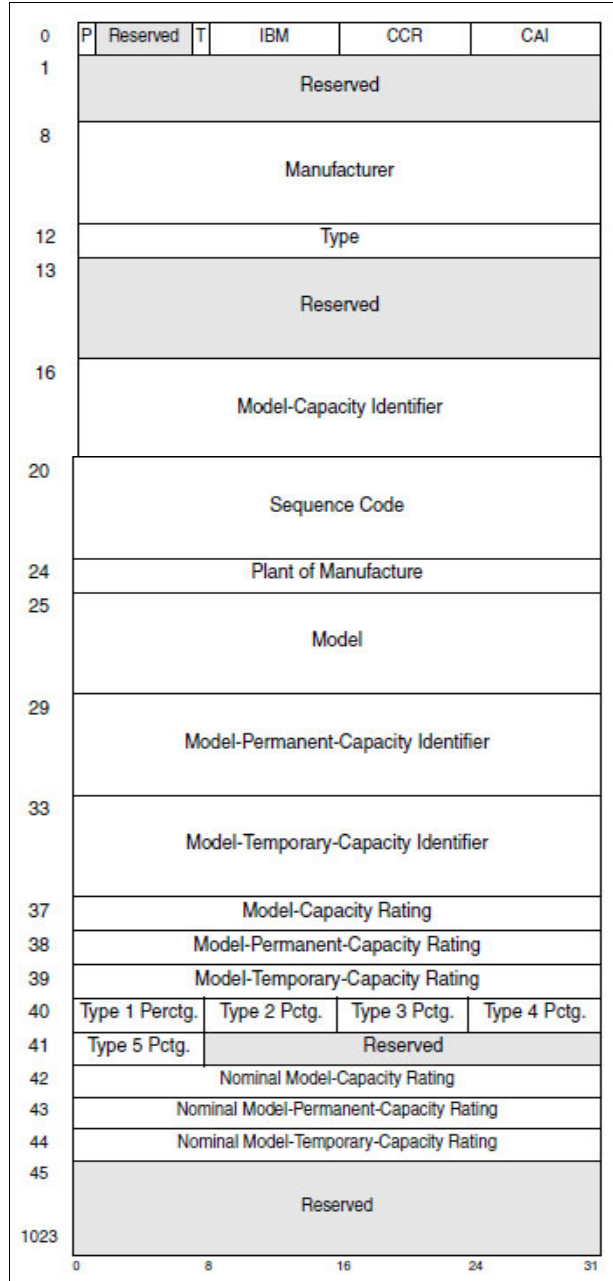 0 P Reserved T IBM CCR CAI
1
Reserved
8
Manufacturer
12 Type
13
Reserved
16
Model-Capacity Identifier
20
Sequence Code
24 Plant of Manufacture
25
Model
29
Model-Permanent-Capacity Identifier
33
Model-Temporary-Capacity Identifier
37 Model-Capacity Rating
38 Model-Permanent-Capacity Rating
39 Model-Temporary-Capacity Rating
40 Type 1 Perctg. Type 2 Pctg. Type 3 Pctg. Type 4 Pctg.
41 Type 5 Pctg. Reserved
42 Nominal Model-Capacity Rating
43 Nominal Model-Permanent-Capacity Rating
44 Nominal Model-Temporary-Capacity Rating
45
Reserved
1023
0 8 16 24 31